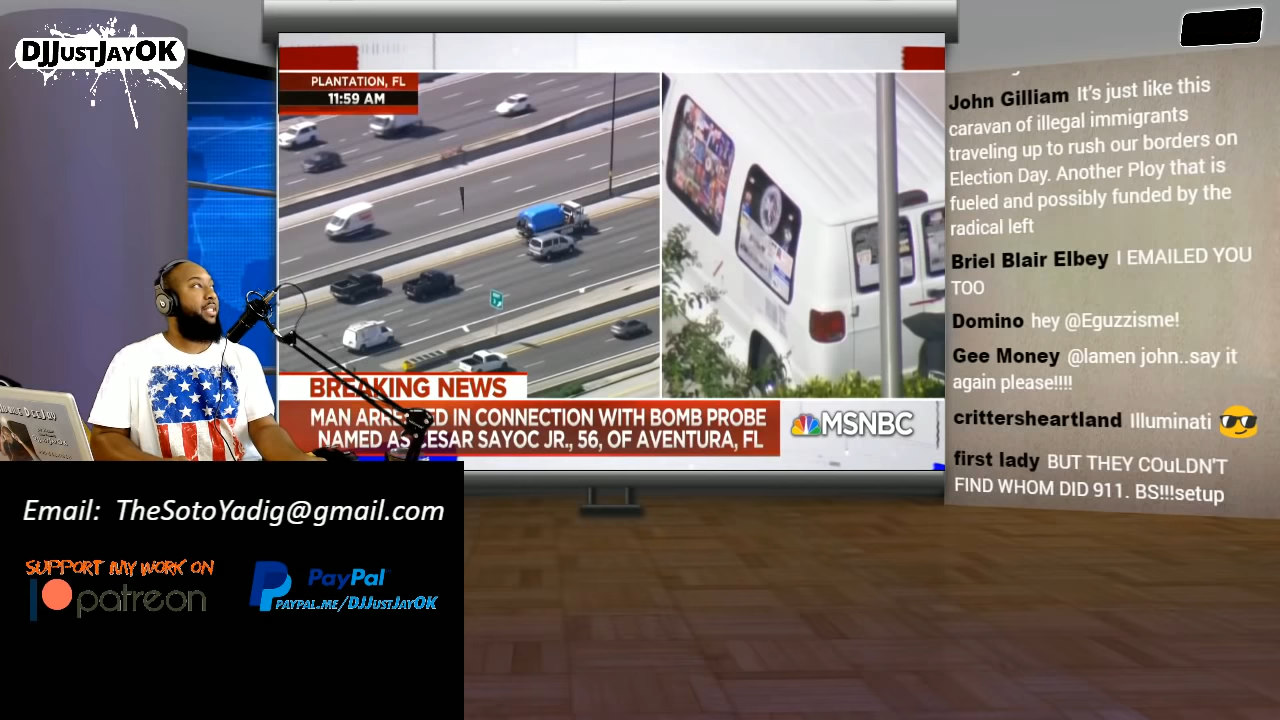 DJJustJayOK
PLANTATION, FL
11:59 AM
BREAKING NEWS
MAN ARRESTED IN CONNECTION WITH BOMB PROBE
NAMED AS CESAR SAYOC JR., 56, OF AVENTURA, FL
MSNBC
John Gilliam It's just like this
caravan of illegal immigrants
traveling up to rush our borders on
Election Day. Another Ploy that is
fueled and possibly funded by the
radical left
Briel Blair Elbey I EMAILED YOU
TOO
Domino hey @Eguzzisme!
Gee Money @lamen john..say it
again please!!!!
crittersheartland Illuminati 😎
first lady BUT THEY COuLDN'T
FIND WHOM DID 911. BS!!!setup
Email: TheSotoYadig@gmail.com
SUPPORT MY WORK ON
patreon
PayPal
PAYPAL.ME/DJJUSTJAYOK